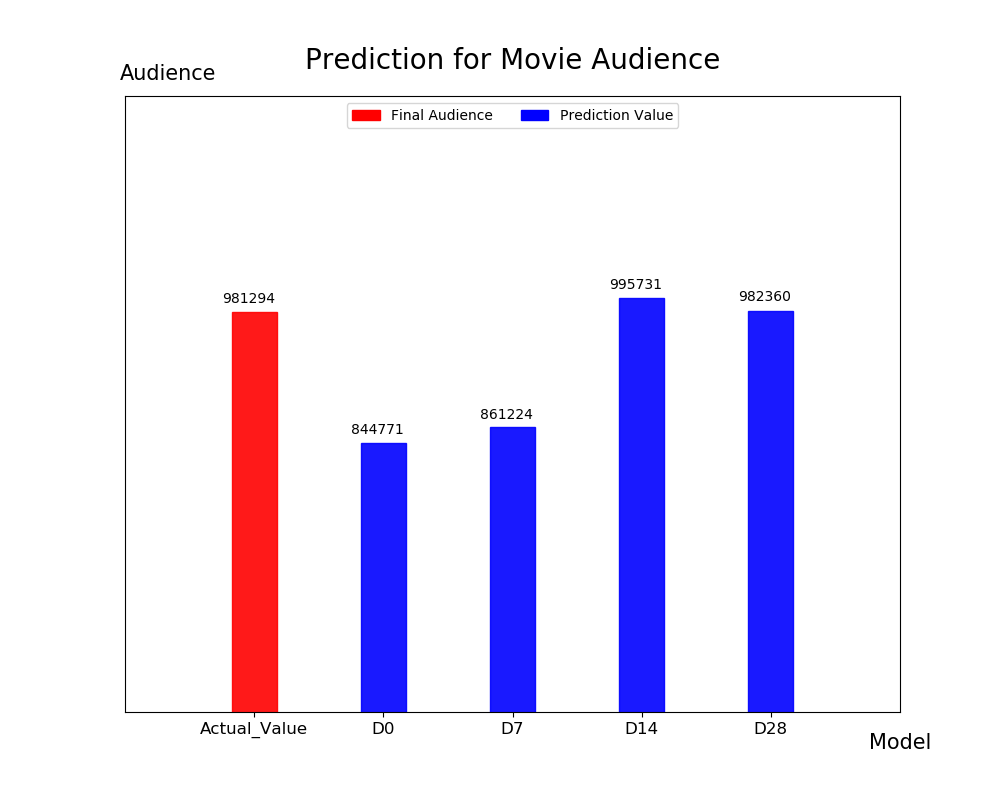 Prediction for Movie Audience
Audience
Final Audience Prediction Value
981294
844771
861224
995731
982360
Actual_Value D0 D7 D14 D28
Model